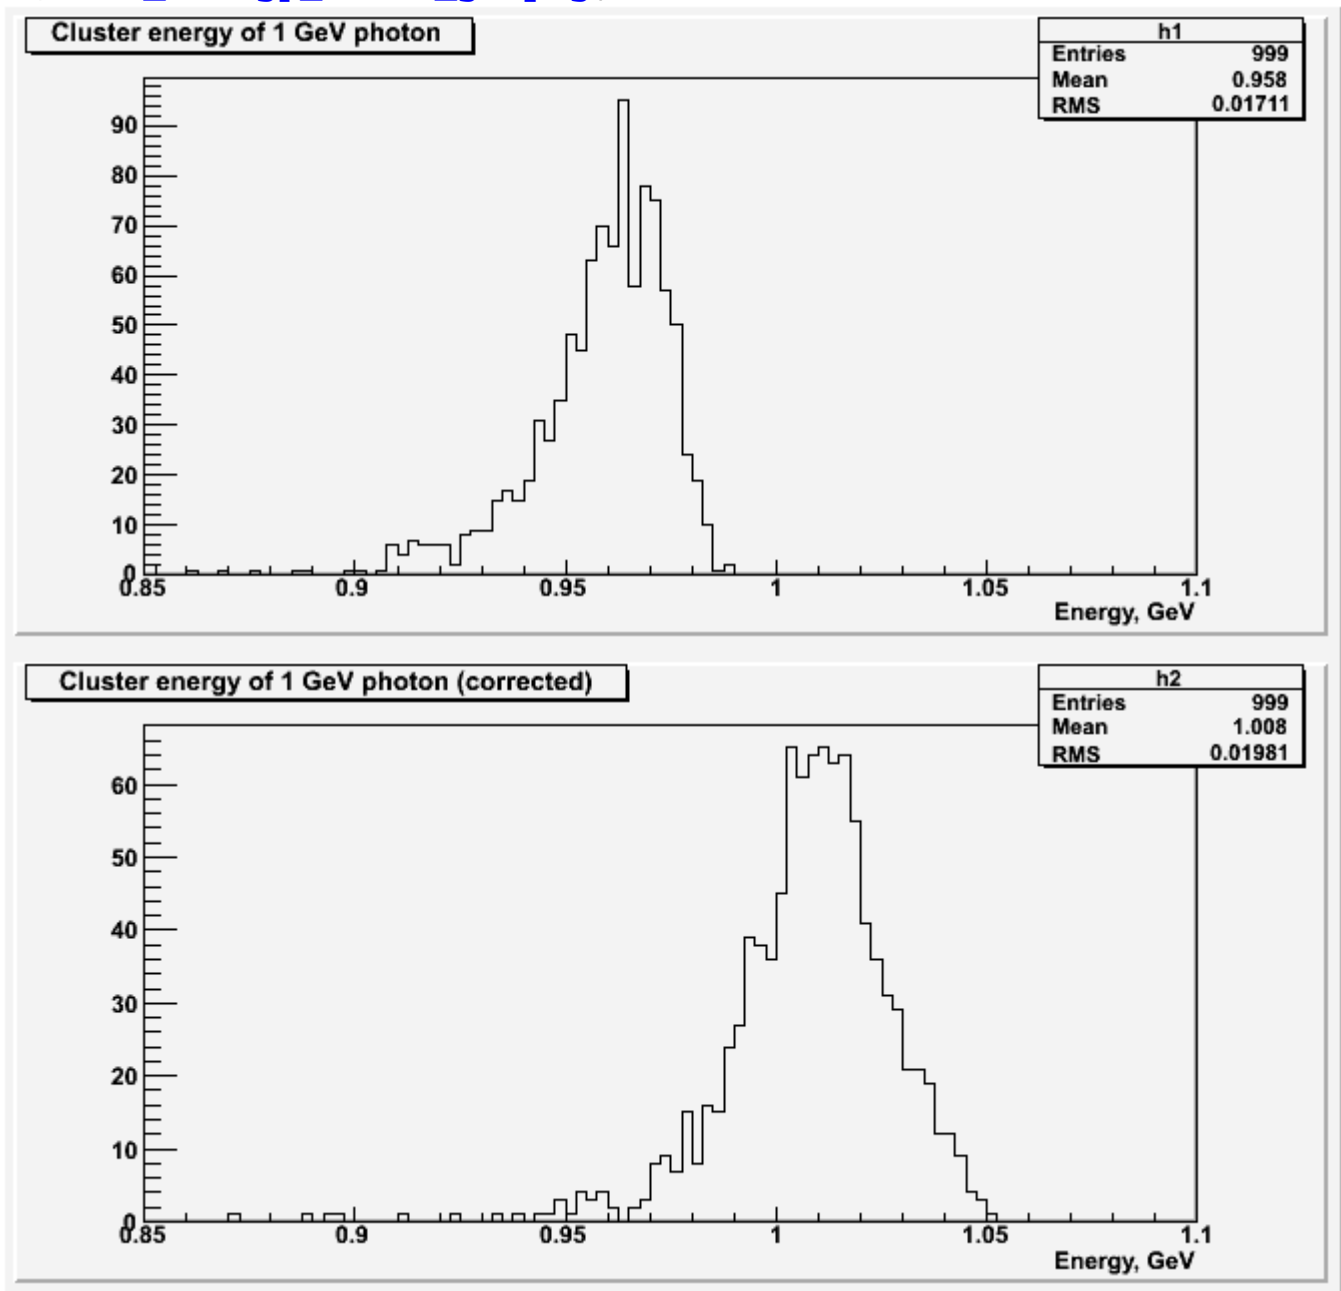 Cluster energy of 1 GeV photon
h1
Entries 999
Mean 0.958
RMS 0.01711
90
80
70
60
50
40
30
20
10
0
0.85 0.9 0.95 1 1.05 1.1
Energy, GeV
Cluster energy of 1 GeV photon (corrected)
h2
Entries 999
Mean 1.008
RMS 0.01981
60
50
40
30
20
10
0
0.85 0.9 0.95 1 1.05 1.1
Energy, GeV